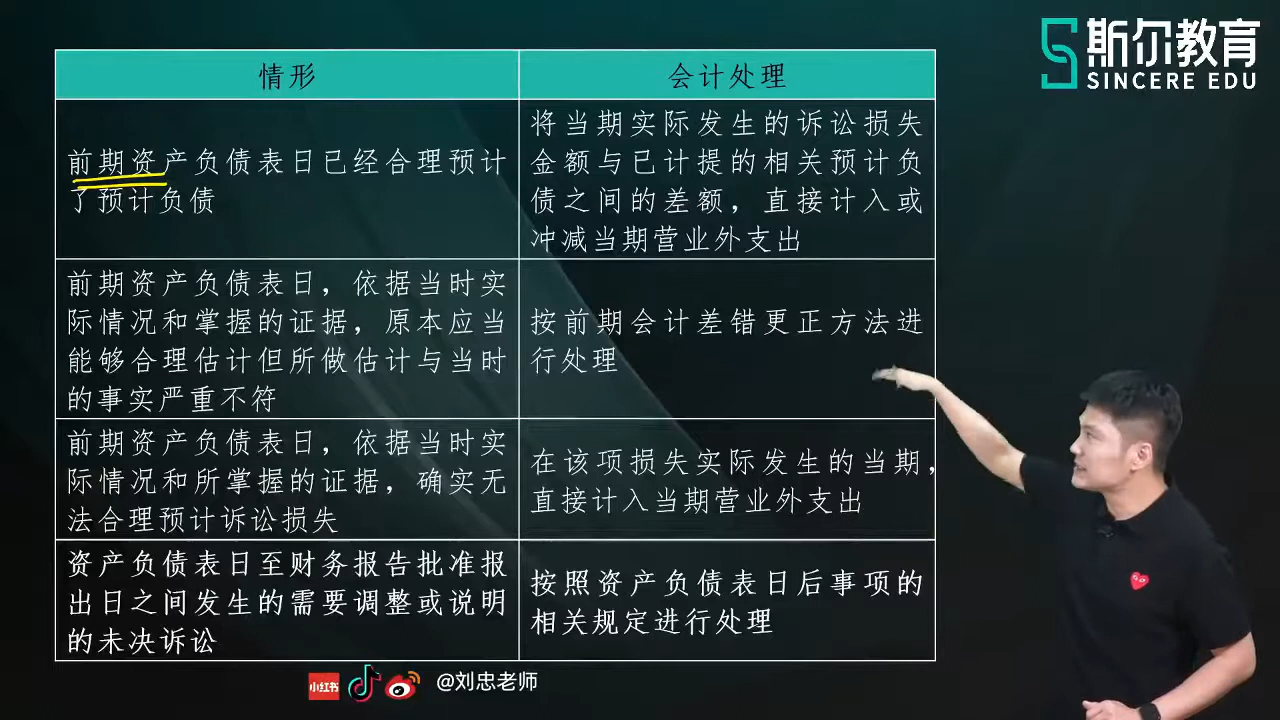 斯尔教育
SINCERE EDU
情形
会计处理
前期资产负债表日已经合理预计
了预计负债
将当期实际发生的诉讼损失
金额与已计提的相关预计负
债之间的差额，直接计入或
冲减当期营业外支出
前期资产负债表日，依据当时实
际情况和掌握的证据，原本应当
能够合理估计但所做估计与当时
的事实严重不符
按前期会计差错更正方法进
行处理
前期资产负债表日，依据当时实
际情况和所掌握的证据，确实无
法合理预计诉讼损失
在该项损失实际发生的当期，
直接计入当期营业外支出
资产负债表日至财务报告批准报
出日之间发生的需要调整或说明
的未决诉讼
按照资产负债表日后事项的
相关规定进行处理
小红书
@刘忠老师